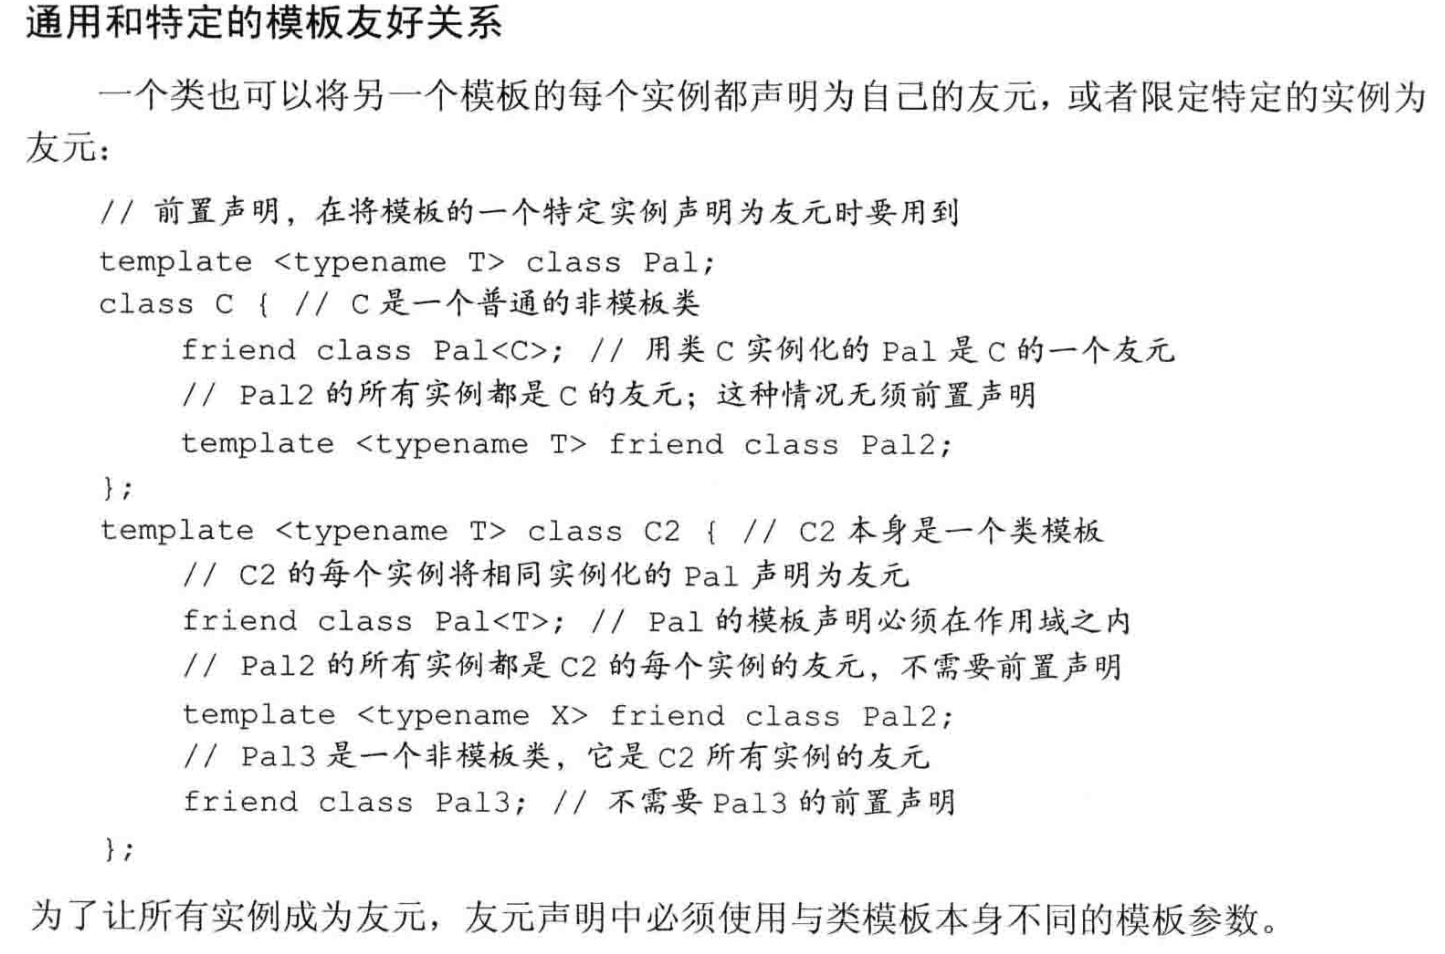 通用和特定的模板友好关系
一个类也可以将另一个模板的每个实例都声明为自己的友元，或者限定特定的实例为
友元：
// 前置声明，在将模板的一个特定实例声明为友元时要用到
template <typename T> class Pal;
class C { // C 是一个普通的非模板类
friend class Pal<C>; // 用类 C 实例化的 Pal 是 C 的一个友元
// Pal2 的所有实例都是 C 的友元；这种情况无须前置声明
template <typename T> friend class Pal2;
};
template <typename T> class C2 { // C2 本身是一个类模板
// C2 的每个实例将相同实例化的 Pal 声明为友元
friend class Pal<T>; // Pal 的模板声明必须在作用域之内
// Pal2 的所有实例都是 C2 的每个实例的友元，不需要前置声明
template <typename X> friend class Pal2;
// Pal3 是一个非模板类，它是 C2 所有实例的友元
friend class Pal3; // 不需要 Pal3 的前置声明
};
为了让所有实例成为友元，友元声明中必须使用与类模板本身不同的模板参数。